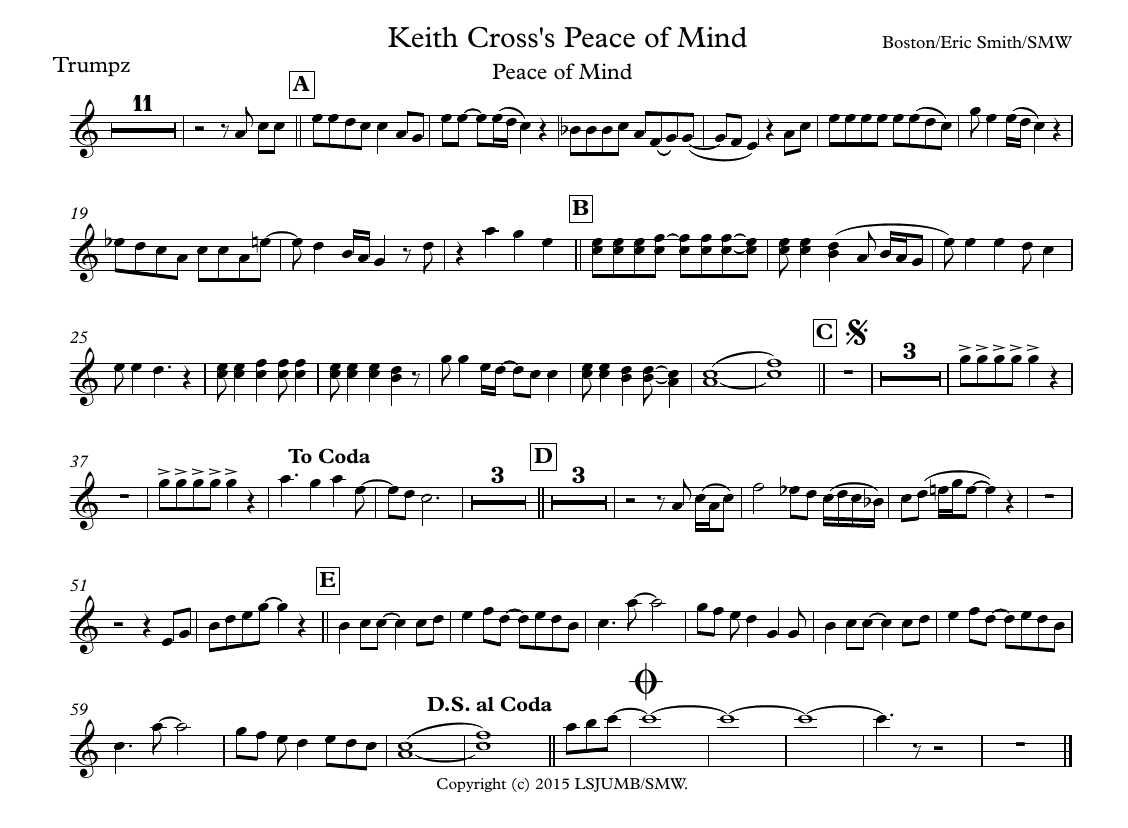 Keith Cross's Peace of Mind
Boston/Eric Smith/SMW
Trumpz
Peace of Mind
A
11
19
B
25
C
3
37
To Coda
3
D
3
51
E
59
D.S. al Coda
Copyright (c) 2015 LSJUMB/SMW.